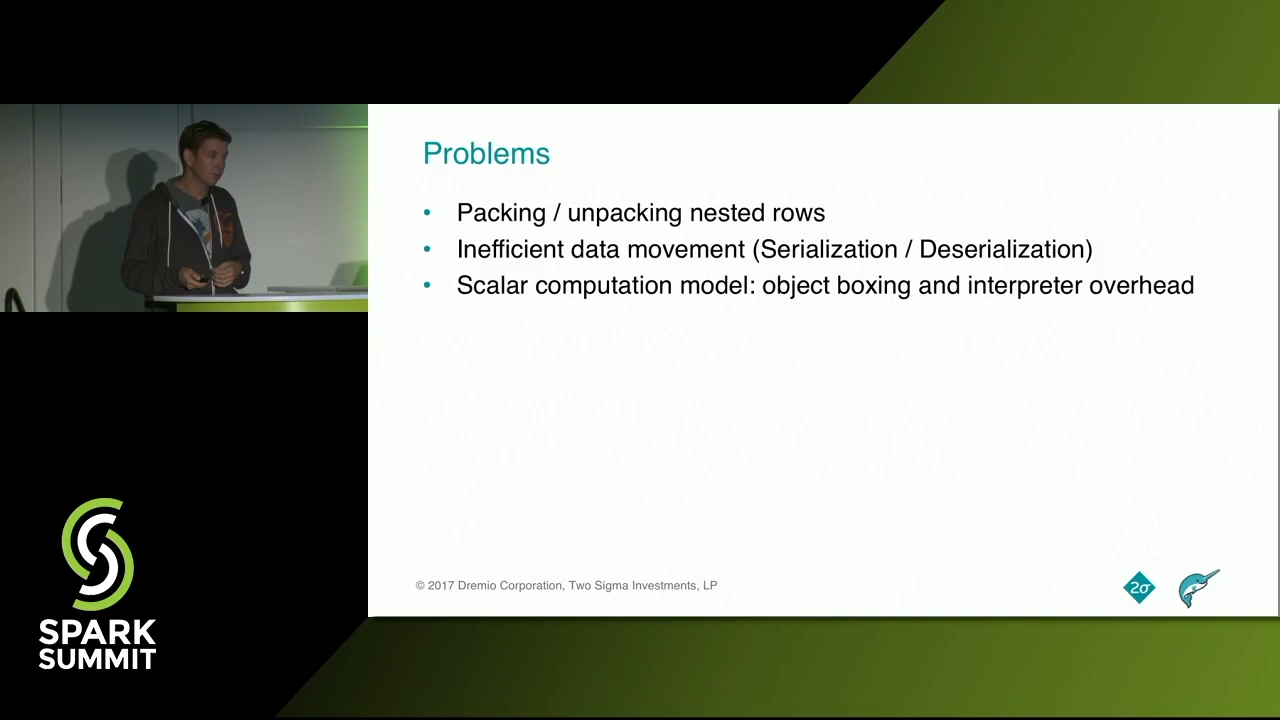 Problems
• Packing / unpacking nested rows
• Inefficient data movement (Serialization / Deserialization)
• Scalar computation model: object boxing and interpreter overhead
© 2017 Dremio Corporation, Two Sigma Investments, LP
2σ
SPARK
SUMMIT